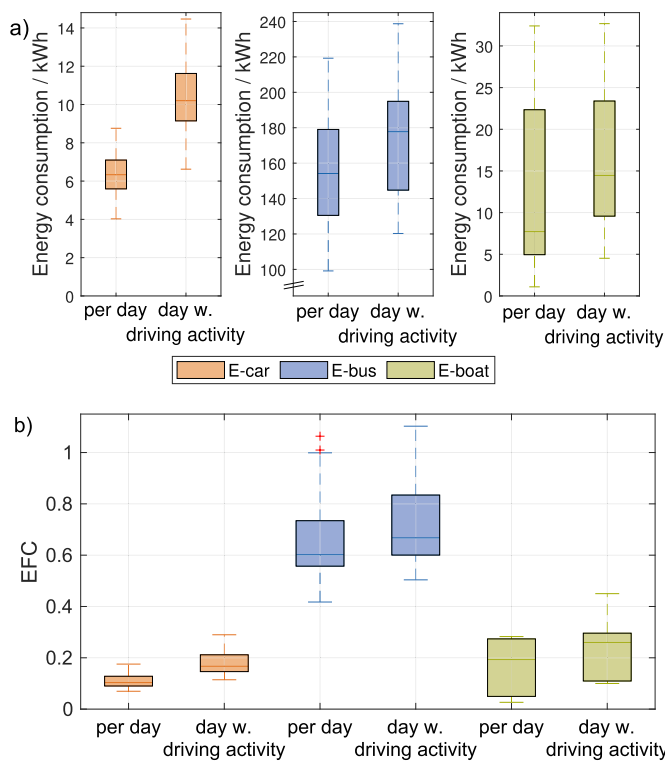 a)
Energy consumption / kWh
14
12
10
8
6
4
2
0
per day
day w.
driving activity
Energy consumption / kWh
240
220
200
180
160
140
120
100
per day
day w.
driving activity
Energy consumption / kWh
30
25
20
15
10
5
0
per day
day w.
driving activity
E-car
E-bus
E-boat
b)
EFC
1
0.8
0.6
0.4
0.2
0
per day
day w.
driving activity
per day
day w.
driving activity
per day
day w.
driving activity